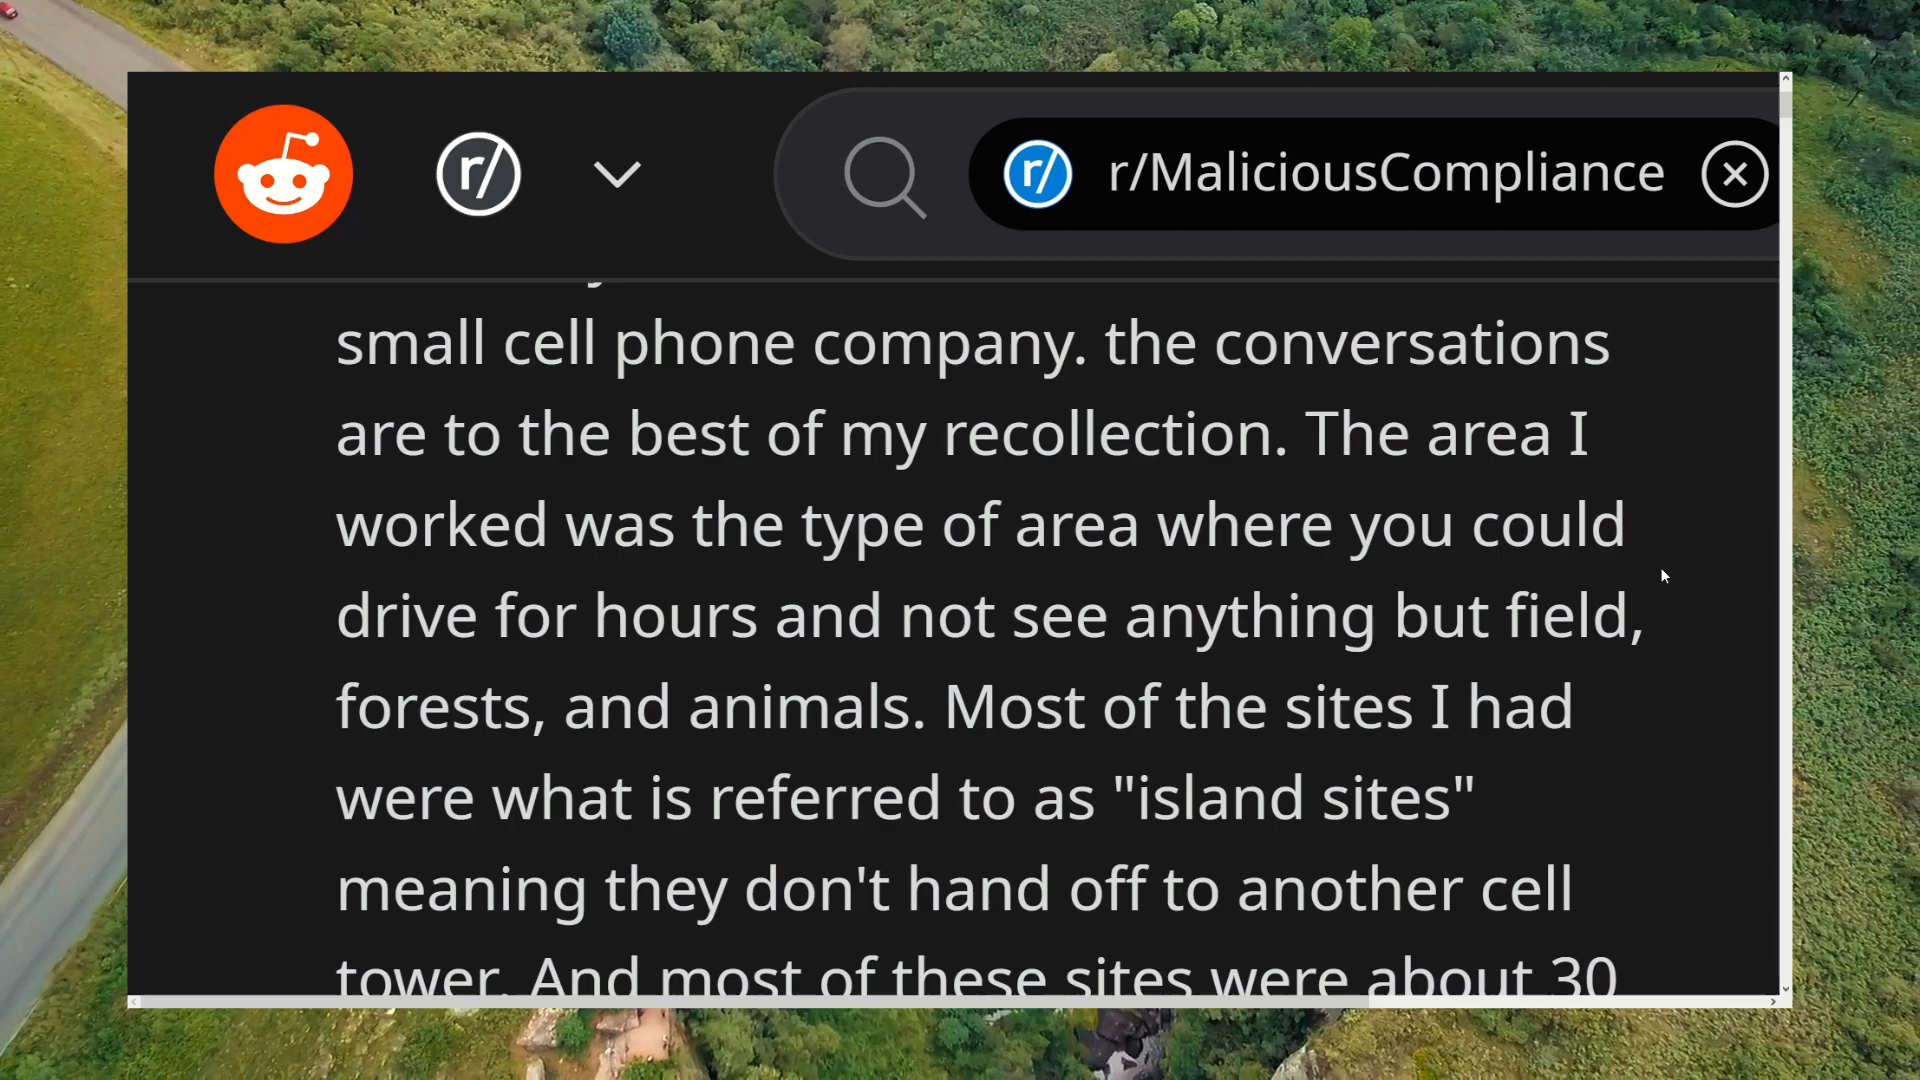 r/
r/ r/MaliciousCompliance
small cell phone company. the conversations
are to the best of my recollection. The area I
worked was the type of area where you could
drive for hours and not see anything but field,
forests, and animals. Most of the sites I had
were what is referred to as "island sites"
meaning they don't hand off to another cell
tower. And most of these sites were about 30